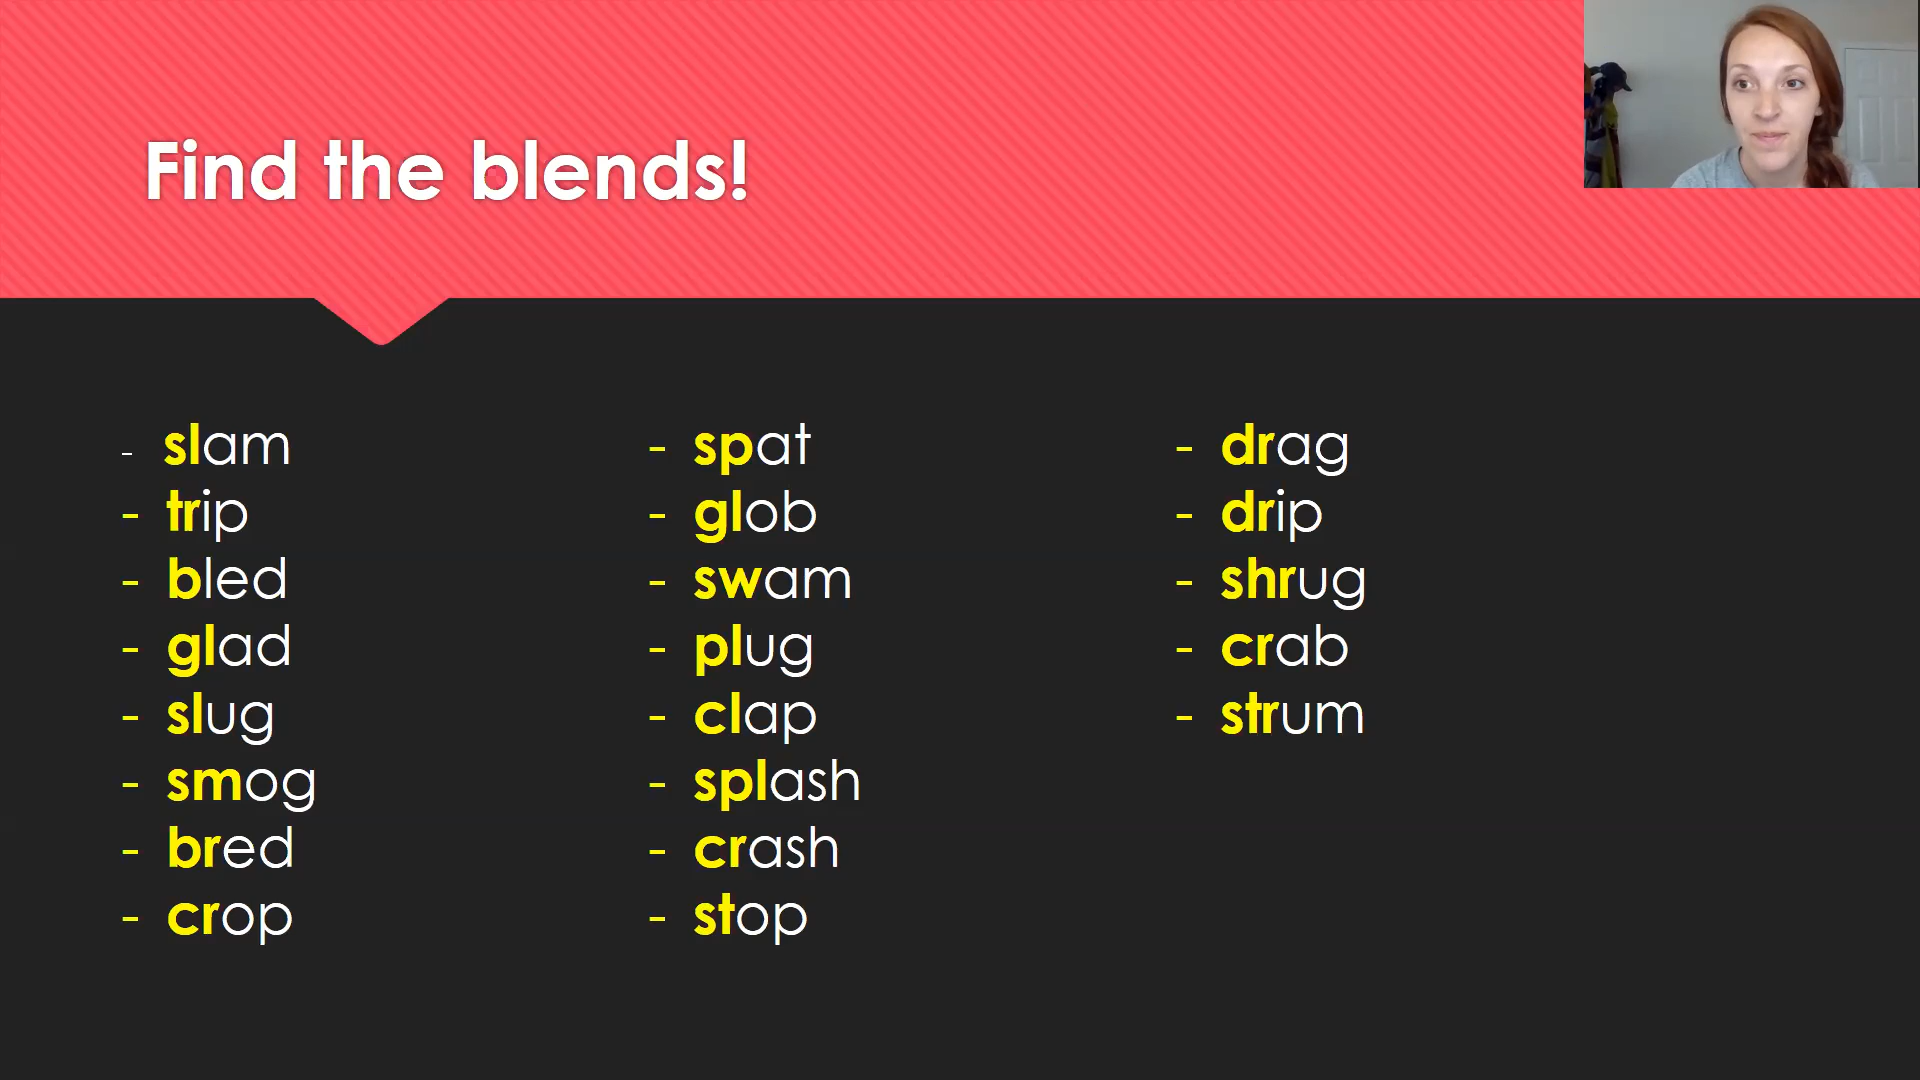 Find the blends!
- slam
- trip
- bled
- glad
- slug
- smog
- bred
- crop
- spat
- glob
- swam
- plug
- clap
- splash
- crash
- stop
- drag
- drip
- shrug
- crab
- strum